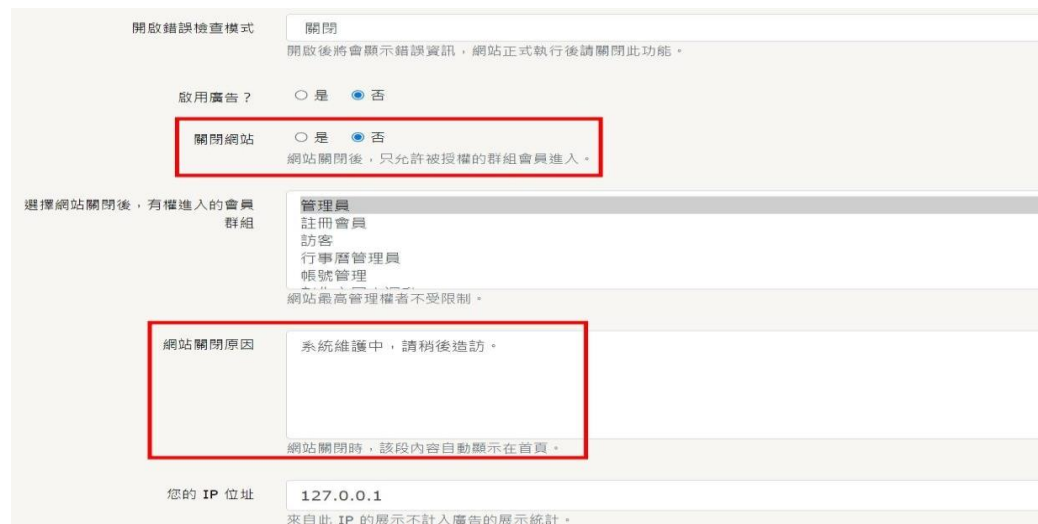 開啟錯誤檢查模式
關閉
開啟後將會顯示錯誤資訊，網站正式執行後請關閉此功能。
啟用廣告？
是 否
關閉網站
是 否
網站關閉後，只允許被授權的群組會員進入。
選擇網站關閉後，有權進入的會員
群組
管理員
註冊會員
訪客
行事曆管理員
帳號管理
網站最高管理權者不受限制。
網站關閉原因
系統維護中，請稍後造訪。
網站關閉時，該段內容自動顯示在首頁。
您的 IP 位址
127.0.0.1
來自此 IP 的展示不計入廣告的展示統計。